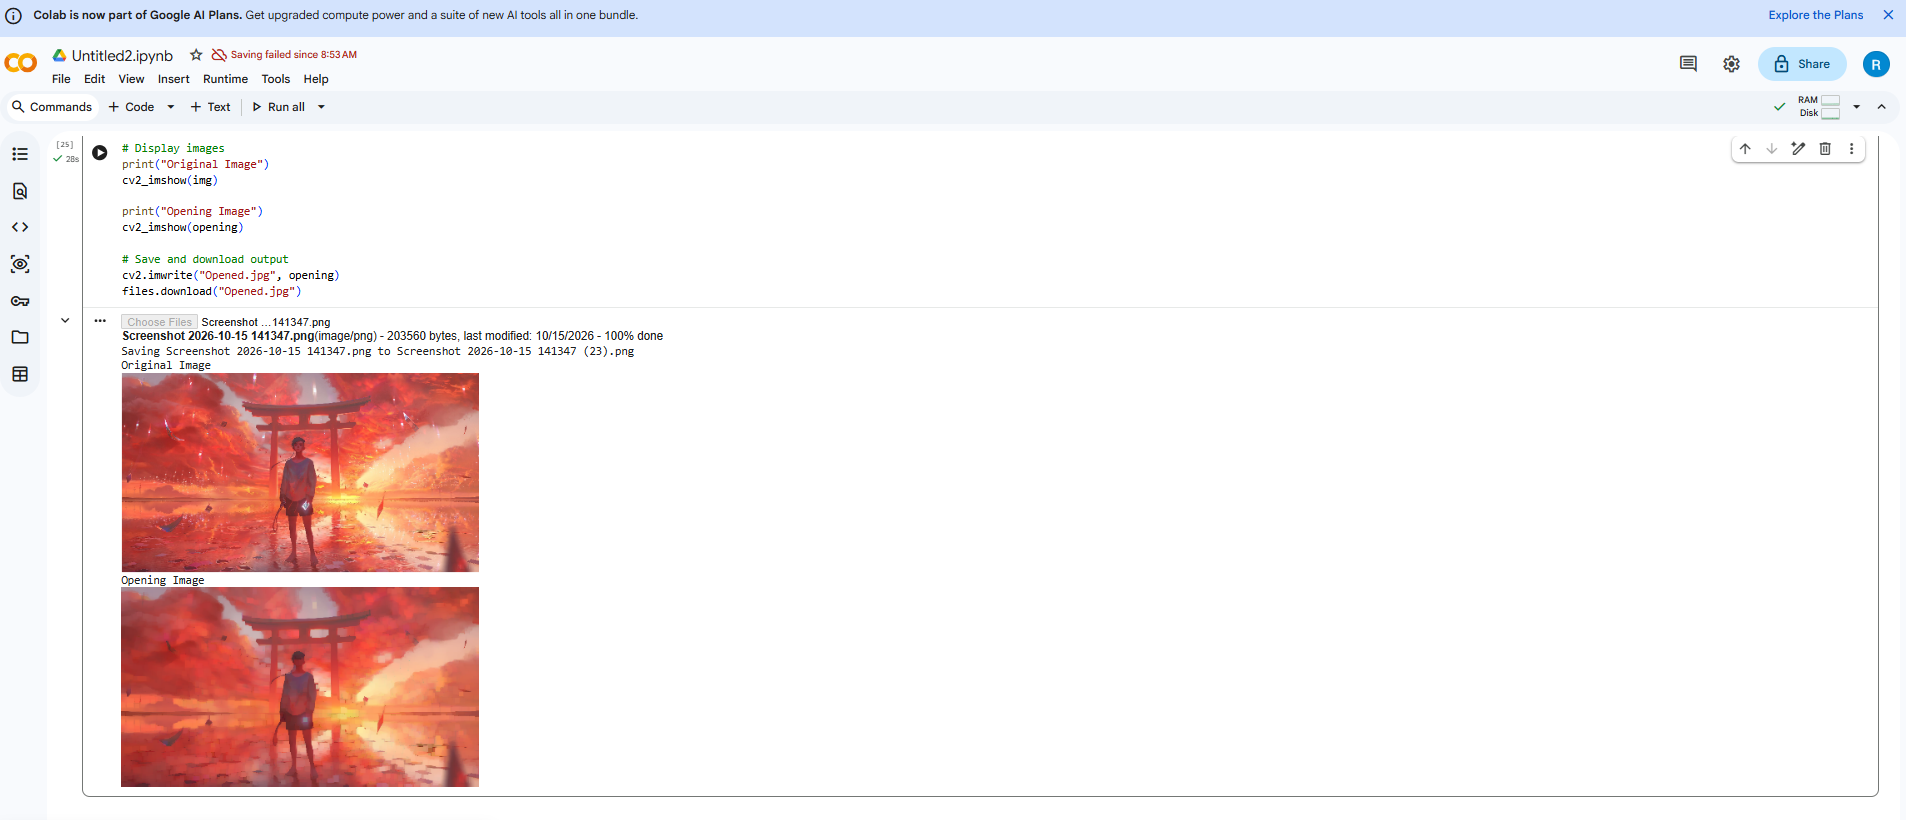 Colab is now part of Google AI Plans. Get upgraded compute power and a suite of new AI tools all in one bundle.
Explore the Plans
Untitled2.ipynb
Saving failed since 8:53 AM
File Edit View Insert Runtime Tools Help
Share
R
Commands + Code + Text Run all
RAM
Disk
[25]
28s
# Display images
print("Original Image")
cv2_imshow(img)
print("Opening Image")
cv2_imshow(opening)
# Save and download output
cv2.imwrite("Opened.jpg", opening)
files.download("Opened.jpg")
Choose Files Screenshot ...141347.png
Screenshot 2026-10-15 141347.png(image/png) - 203560 bytes, last modified: 10/15/2026 - 100% done
Saving Screenshot 2026-10-15 141347.png to Screenshot 2026-10-15 141347 (23).png
Original Image
Opening Image